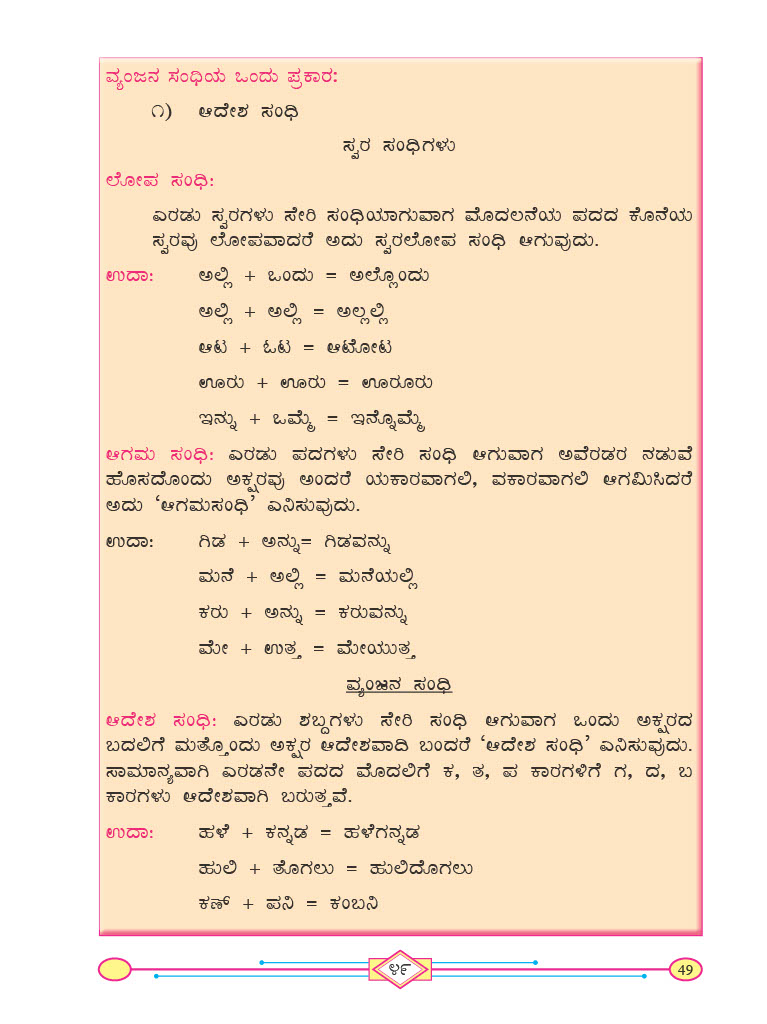 ವ್ಯಂಜನ ಸಂಧಿಯ ಒಂದು ಪ್ರಕಾರ:
೧) ಆದೇಶ ಸಂಧಿ
ಸ್ವರ ಸಂಧಿಗಳು
ಲೋಪ ಸಂಧಿ:
ಎರಡು ಸ್ವರಗಳು ಸೇರಿ ಸಂಧಿಯಾಗುವಾಗ ಮೊದಲನೆಯ ಪದದ ಕೊನೆಯ
ಸ್ವರವು ಲೋಪವಾದರೆ ಅದು ಸ್ವರಲೋಪ ಸಂಧಿ ಆಗುವುದು.
ಉದಾ: ಅಲ್ಲಿ + ಒಂದು = ಅಲ್ಲೊಂದು
ಅಲ್ಲಿ + ಅಲ್ಲಿ = ಅಲ್ಲಲ್ಲಿ
ಆಟ + ಓಟ = ಆಟೋಟ
ಊರು + ಊರು = ಊರೂರು
ಇನ್ನು + ಒಮ್ಮೆ = ಇನ್ನೊಮ್ಮೆ
ಆಗಮ ಸಂಧಿ: ಎರಡು ಪದಗಳು ಸೇರಿ ಸಂಧಿ ಆಗುವಾಗ ಅವೆರಡರ ನಡುವೆ
ಹೊಸದೊಂದು ಅಕ್ಷರವು ಅಂದರೆ ಯಕಾರವಾಗಲಿ, ವಕಾರವಾಗಲಿ ಆಗಮಿಸಿದರೆ
ಅದು ‘ಆಗಮಸಂಧಿ’ ಎನಿಸುವುದು.
ಉದಾ: ಗಿಡ + ಅನ್ನು= ಗಿಡವನ್ನು
ಮನೆ + ಅಲ್ಲಿ = ಮನೆಯಲ್ಲಿ
ಕರು + ಅನ್ನು = ಕರುವನ್ನು
ಮೇ + ಉತ್ತ = ಮೇಯುತ್ತ
ವ್ಯಂಜನ ಸಂಧಿ
ಆದೇಶ ಸಂಧಿ: ಎರಡು ಶಬ್ದಗಳು ಸೇರಿ ಸಂಧಿ ಆಗುವಾಗ ಒಂದು ಅಕ್ಷರದ
ಬದಲಿಗೆ ಮತ್ತೊಂದು ಅಕ್ಷರ ಆದೇಶವಾದಿ ಬಂದರೆ ‘ಆದೇಶ ಸಂಧಿ’ ಎನಿಸುವುದು.
ಸಾಮಾನ್ಯವಾಗಿ ಎರಡನೇ ಪದದ ಮೊದಲಿಗೆ ಕ, ತ, ಪ ಕಾರಗಳಿಗೆ ಗ, ದ, ಬ
ಕಾರಗಳು ಆದೇಶವಾಗಿ ಬರುತ್ತವೆ.
ಉದಾ: ಹಳೆ + ಕನ್ನಡ = ಹಳೆಗನ್ನಡ
ಹುಲಿ + ತೊಗಲು = ಹುಲಿದೊಗಲು
ಕಣ್ + ಪನಿ = ಕಂಬನಿ
೪೯ 49